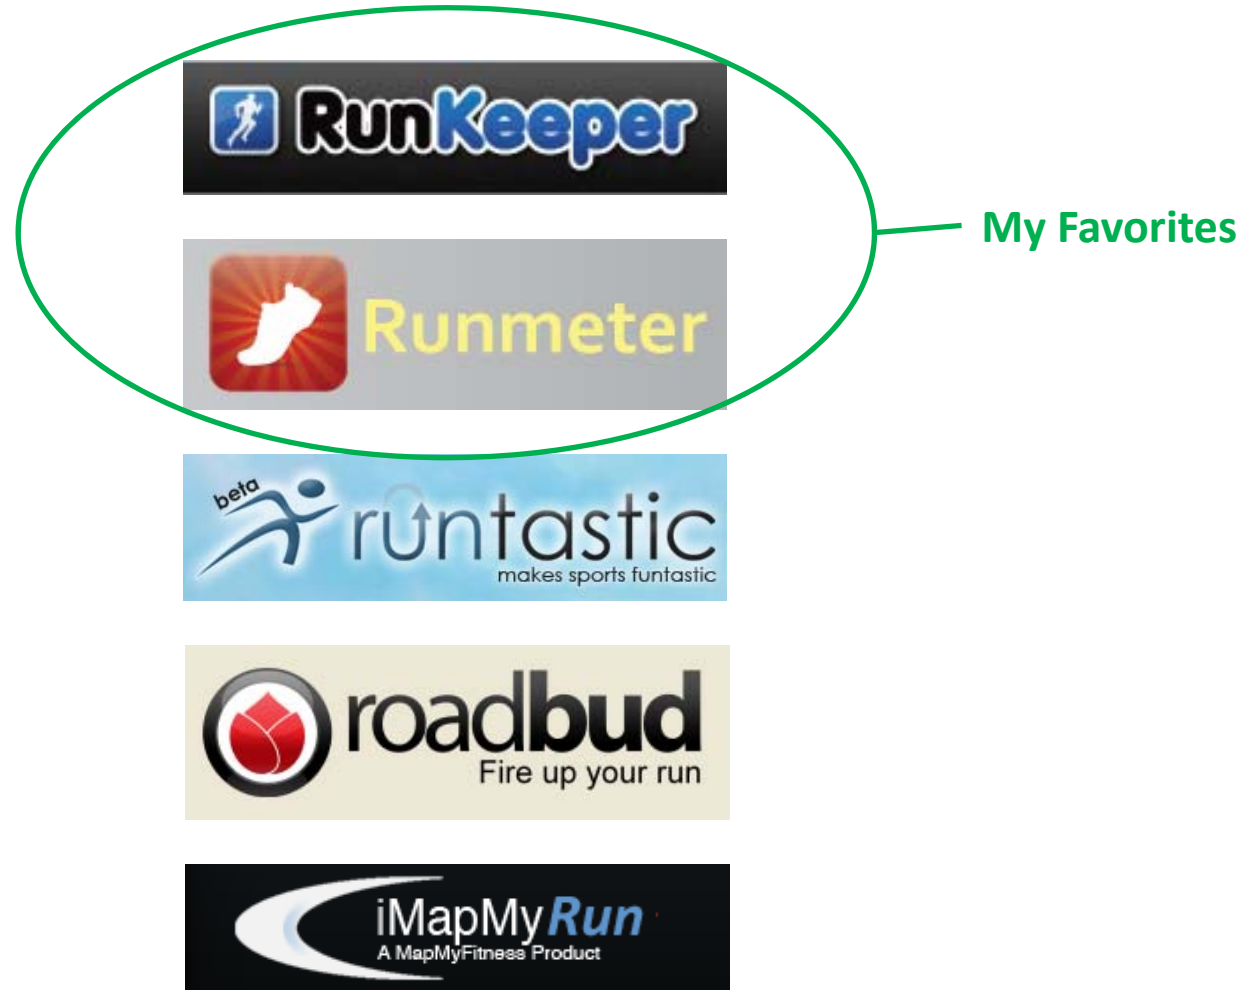 RunKeeper
My Favorites
Runmeter
beta
runtastic
makes sports funtastic
roadbud
Fire up your run
iMapMyRun
A MapMyFitness Product